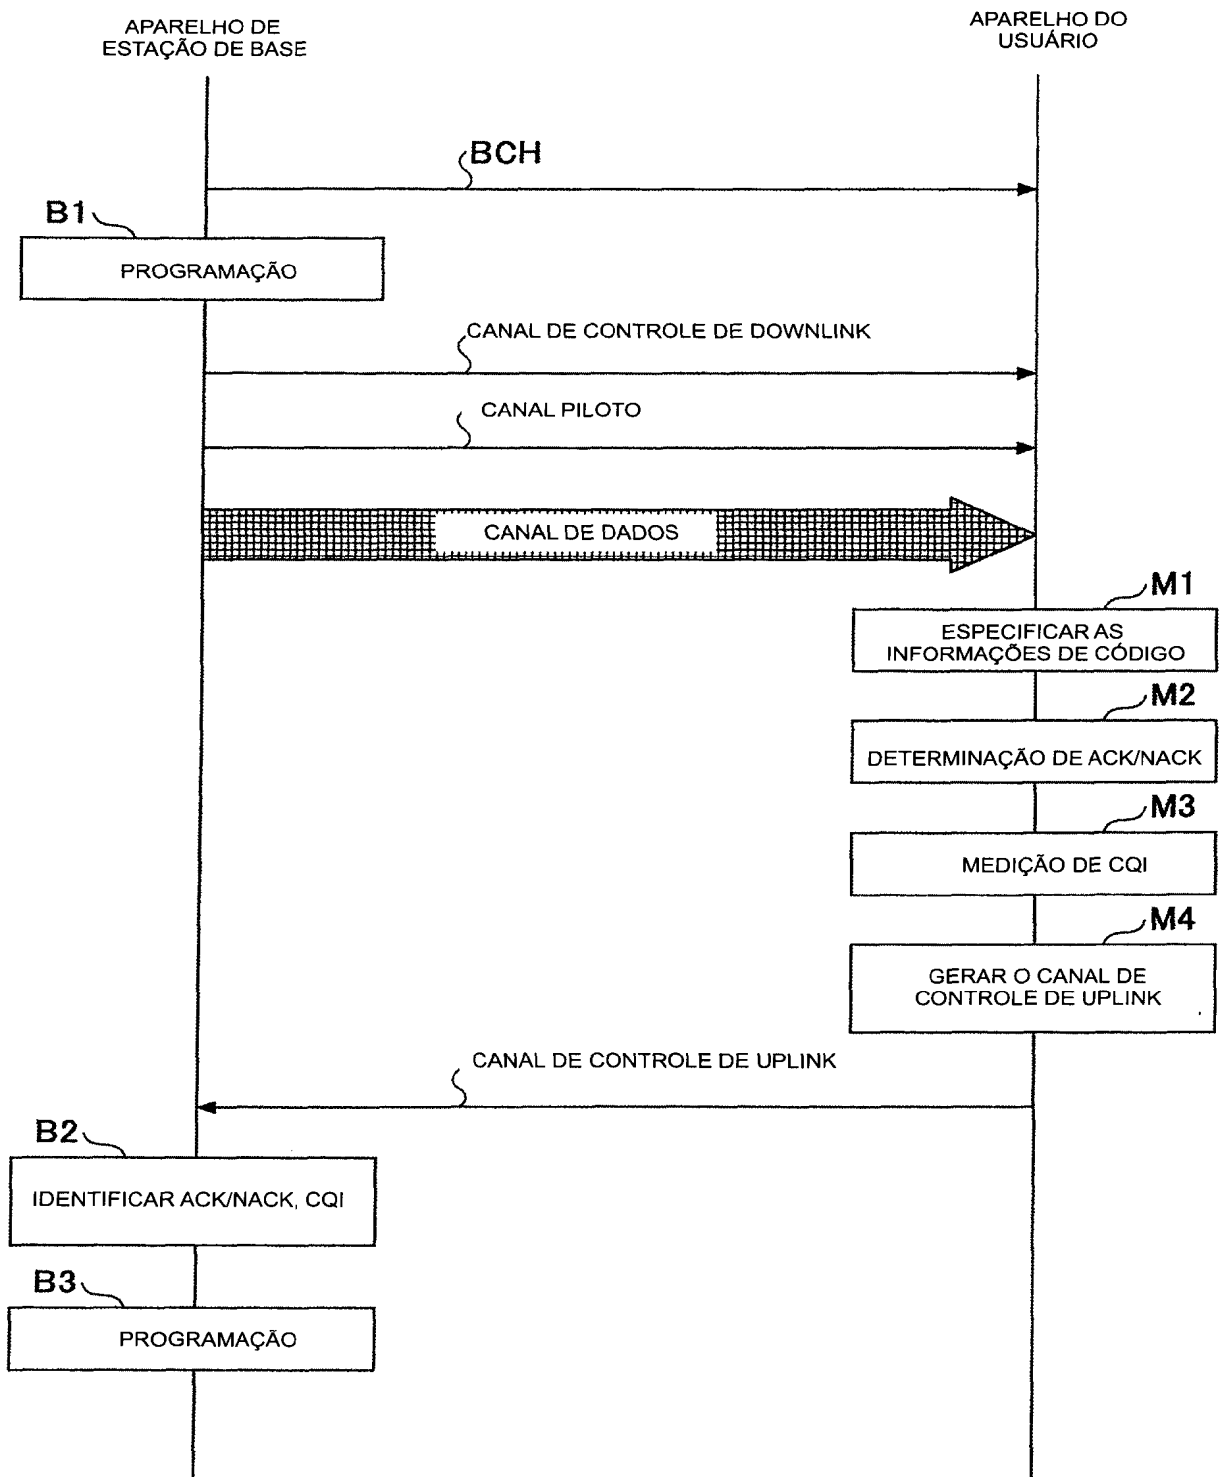 APARELHO DE
ESTAÇÃO DE BASE
APARELHO DO
USUÁRIO
BCH
B1
PROGRAMAÇÃO
CANAL DE CONTROLE DE DOWNLINK
CANAL PILOTO
CANAL DE DADOS
M1
ESPECIFICAR AS
INFORMAÇÕES DE CÓDIGO
M2
DETERMINAÇÃO DE ACK/NACK
M3
MEDIÇÃO DE CQI
M4
GERAR O CANAL DE
CONTROLE DE UPLINK
CANAL DE CONTROLE DE UPLINK
B2
IDENTIFICAR ACK/NACK, CQI
B3
PROGRAMAÇÃO